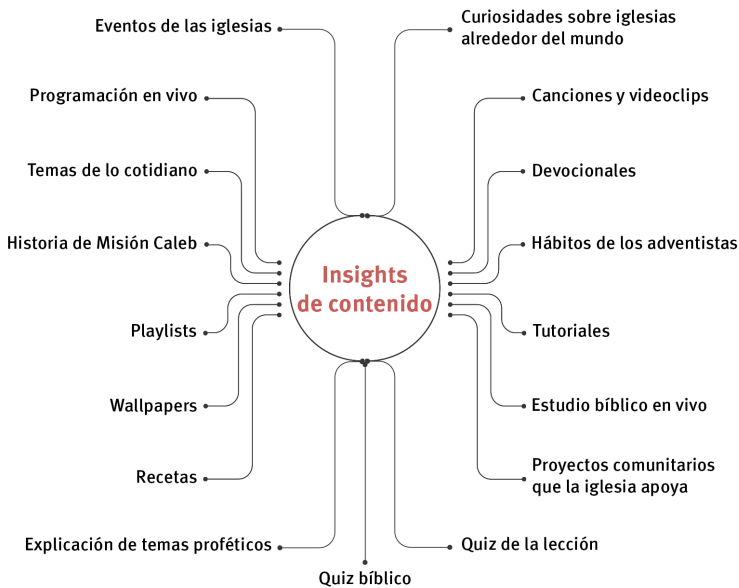 Eventos de las iglesias
Curiosidades sobre iglesias
alrededor del mundo
Programación en vivo
Canciones y videoclips
Temas de lo cotidiano
Devocionales
Historia de Misión Caleb
Hábitos de los adventistas
Insights
de contenido
Playlists
Tutoriales
Wallpapers
Estudio bíblico en vivo
Recetas
Proyectos comunitarios
que la iglesia apoya
Explicación de temas proféticos
Quiz de la lección
Quiz bíblico